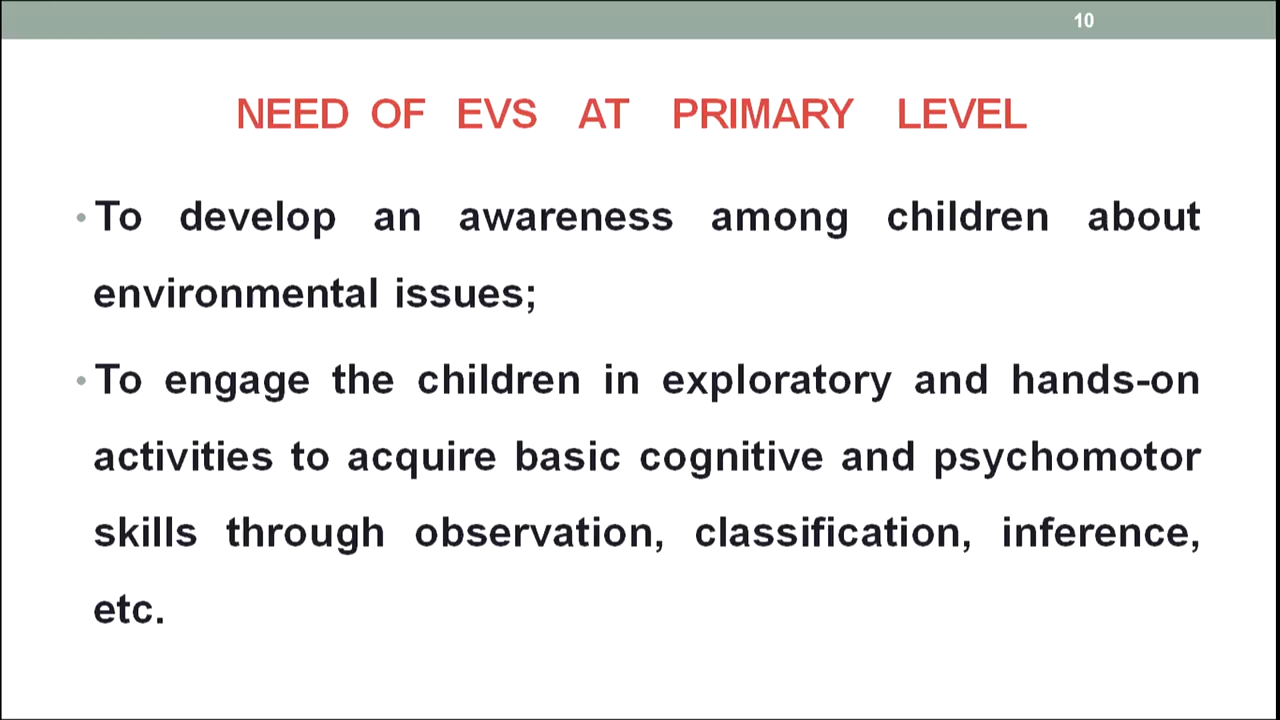 10
NEED OF EVS AT PRIMARY LEVEL
• To develop an awareness among children about
environmental issues;
• To engage the children in exploratory and hands-on
activities to acquire basic cognitive and psychomotor
skills through observation, classification, inference,
etc.